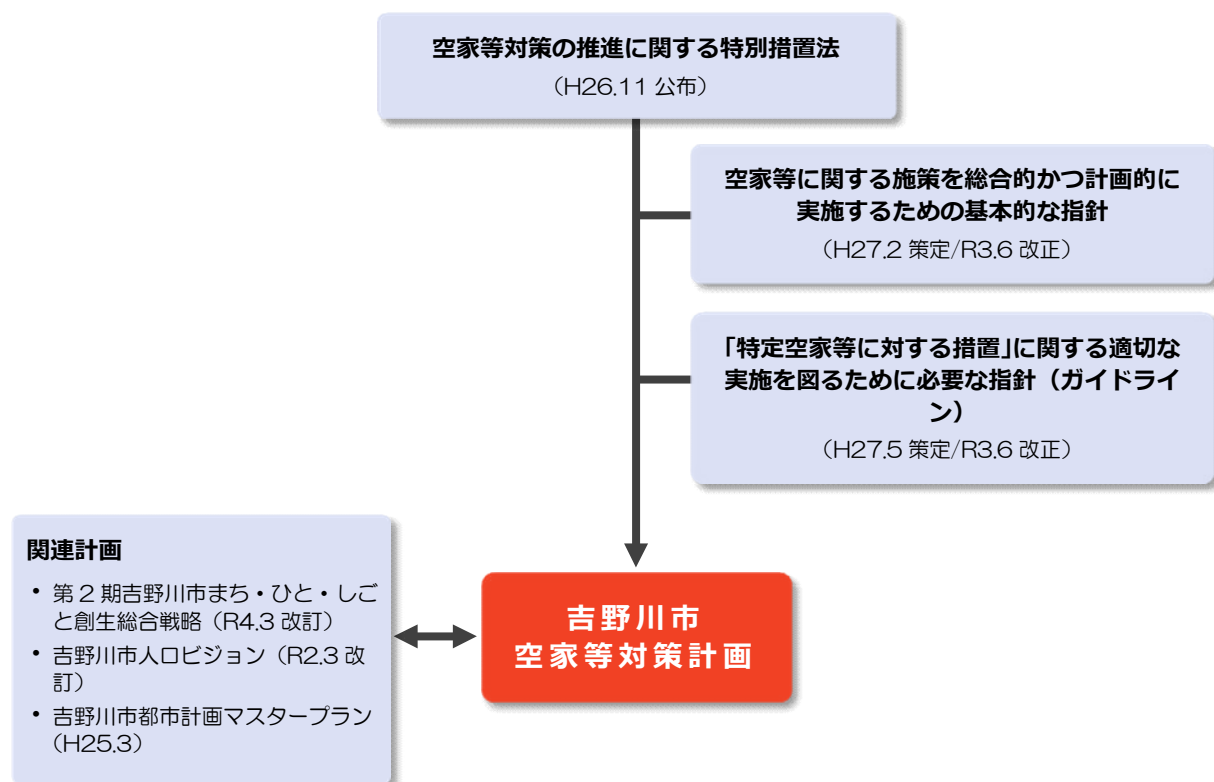 空家等対策の推進に関する特別措置法
（H26.11 公布）
空家等に関する施策を総合的かつ計画的に
実施するための基本的な指針
（H27.2 策定/R3.6 改正）
「特定空家等に対する措置」に関する適切な
実施を図るために必要な指針（ガイドライ
ン）
（H27.5 策定/R3.6 改正）
関連計画
• 第 2 期吉野川市まち・ひと・しご
と創生総合戦略（R4.3 改訂）
• 吉野川市人口ビジョン（R2.3 改
訂）
• 吉野川市都市計画マスタープラン
（H25.3）
吉野川市
空家等対策計画